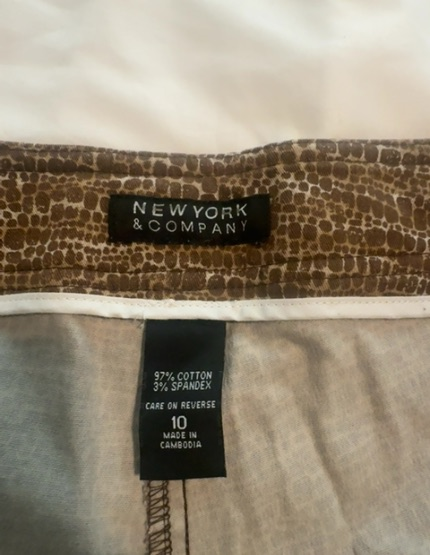 NEW YORK
& COMPANY
97% COTTON
3% SPANDEX
CARE ON REVERSE
10
MADE IN
CAMBODIA